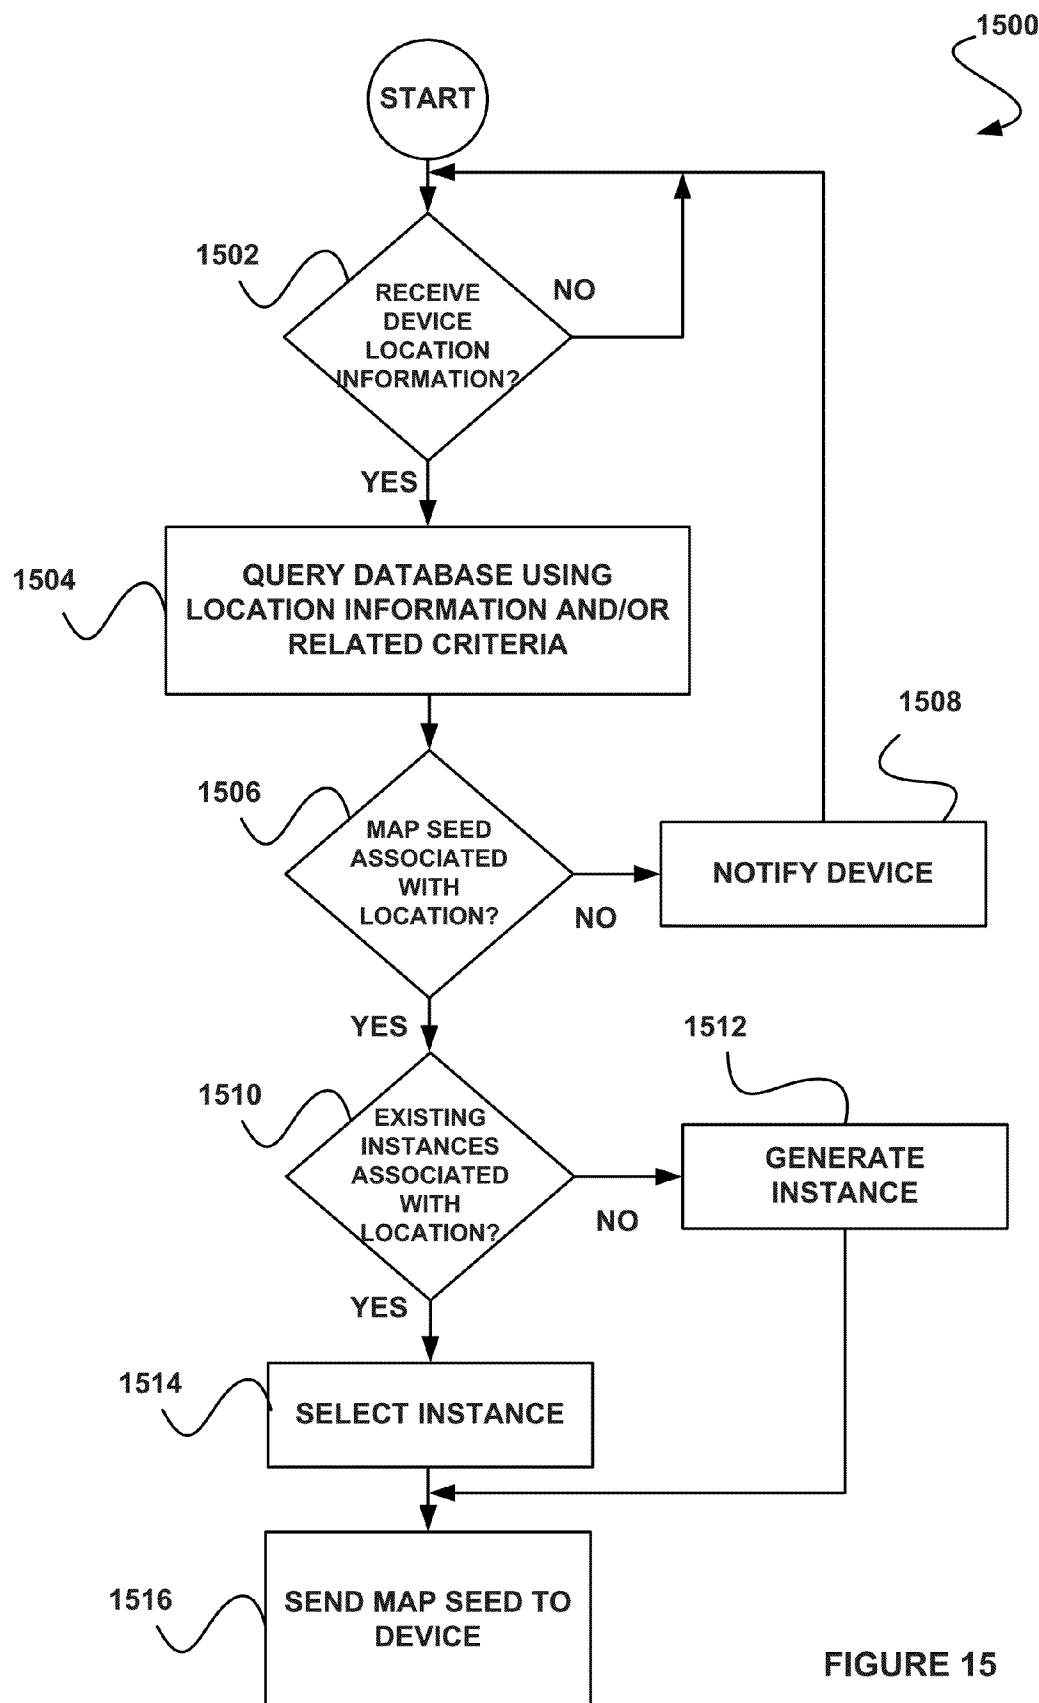 1500
START
1502
RECEIVE
DEVICE
LOCATION
INFORMATION?
NO
YES
1504
QUERY DATABASE USING
LOCATION INFORMATION AND/OR
RELATED CRITERIA
1508
1506
MAP SEED
ASSOCIATED
WITH
LOCATION?
NO
NOTIFY DEVICE
YES
1512
1510
EXISTING
INSTANCES
ASSOCIATED
WITH
LOCATION?
NO
GENERATE
INSTANCE
YES
1514
SELECT INSTANCE
1516
SEND MAP SEED TO
DEVICE
FIGURE 15